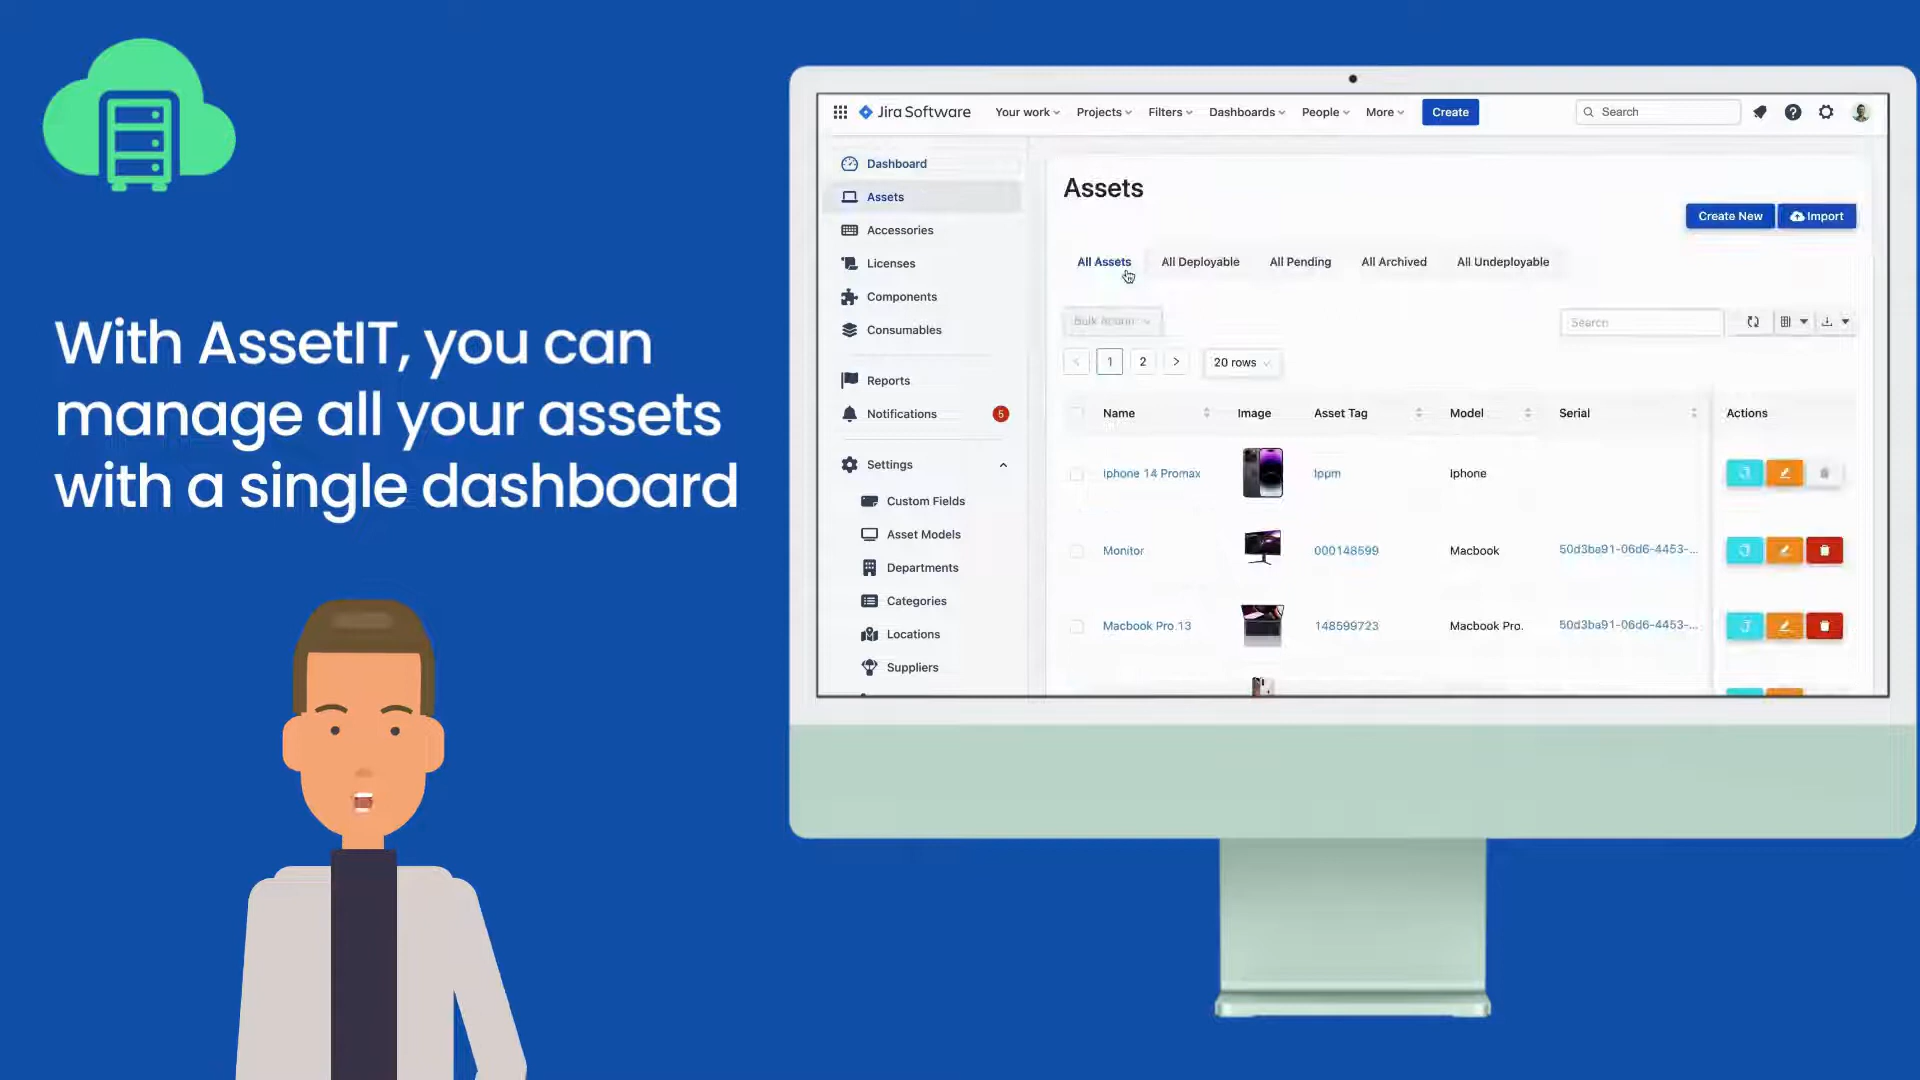 With AssetIT, you can
manage all your assets
with a single dashboard
Jira Software
Your work
Projects
Filters
Dashboards
People
More
Create
Search
Dashboard
Assets
Accessories
Licenses
Components
Consumables
Reports
Notifications
5
Settings
Custom Fields
Asset Models
Departments
Categories
Locations
Suppliers
Assets
Create New
Import
All Assets
All Deployable
All Pending
All Archived
All Undeployable
Search
1
2
20 rows
Name
Image
Asset Tag
Model
Serial
Actions
Iphone 14 Promax
Ippm
Iphone
Monitor
000148599
Macbook
50d3ba91-06d6-4453-...
Macbook Pro 13
148599723
Macbook Pro.
50d3ba91-06d6-4453-...